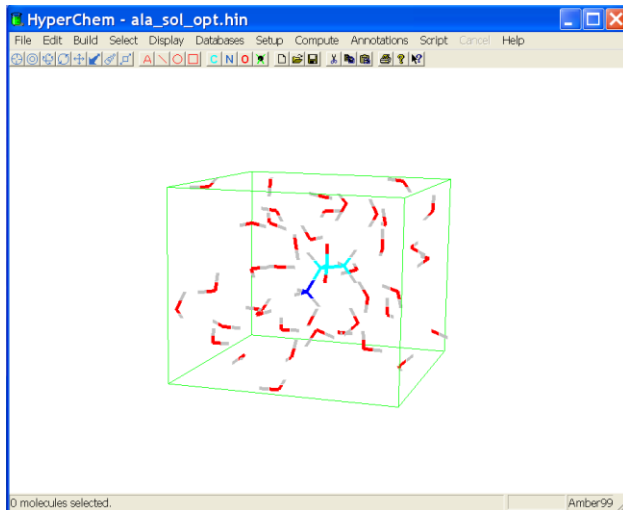 HyperChem - ala_sol_opt.hin
File Edit Build Select Display Databases Setup Compute Annotations Script Cancel Help
A C N O
0 molecules selected. Amber99